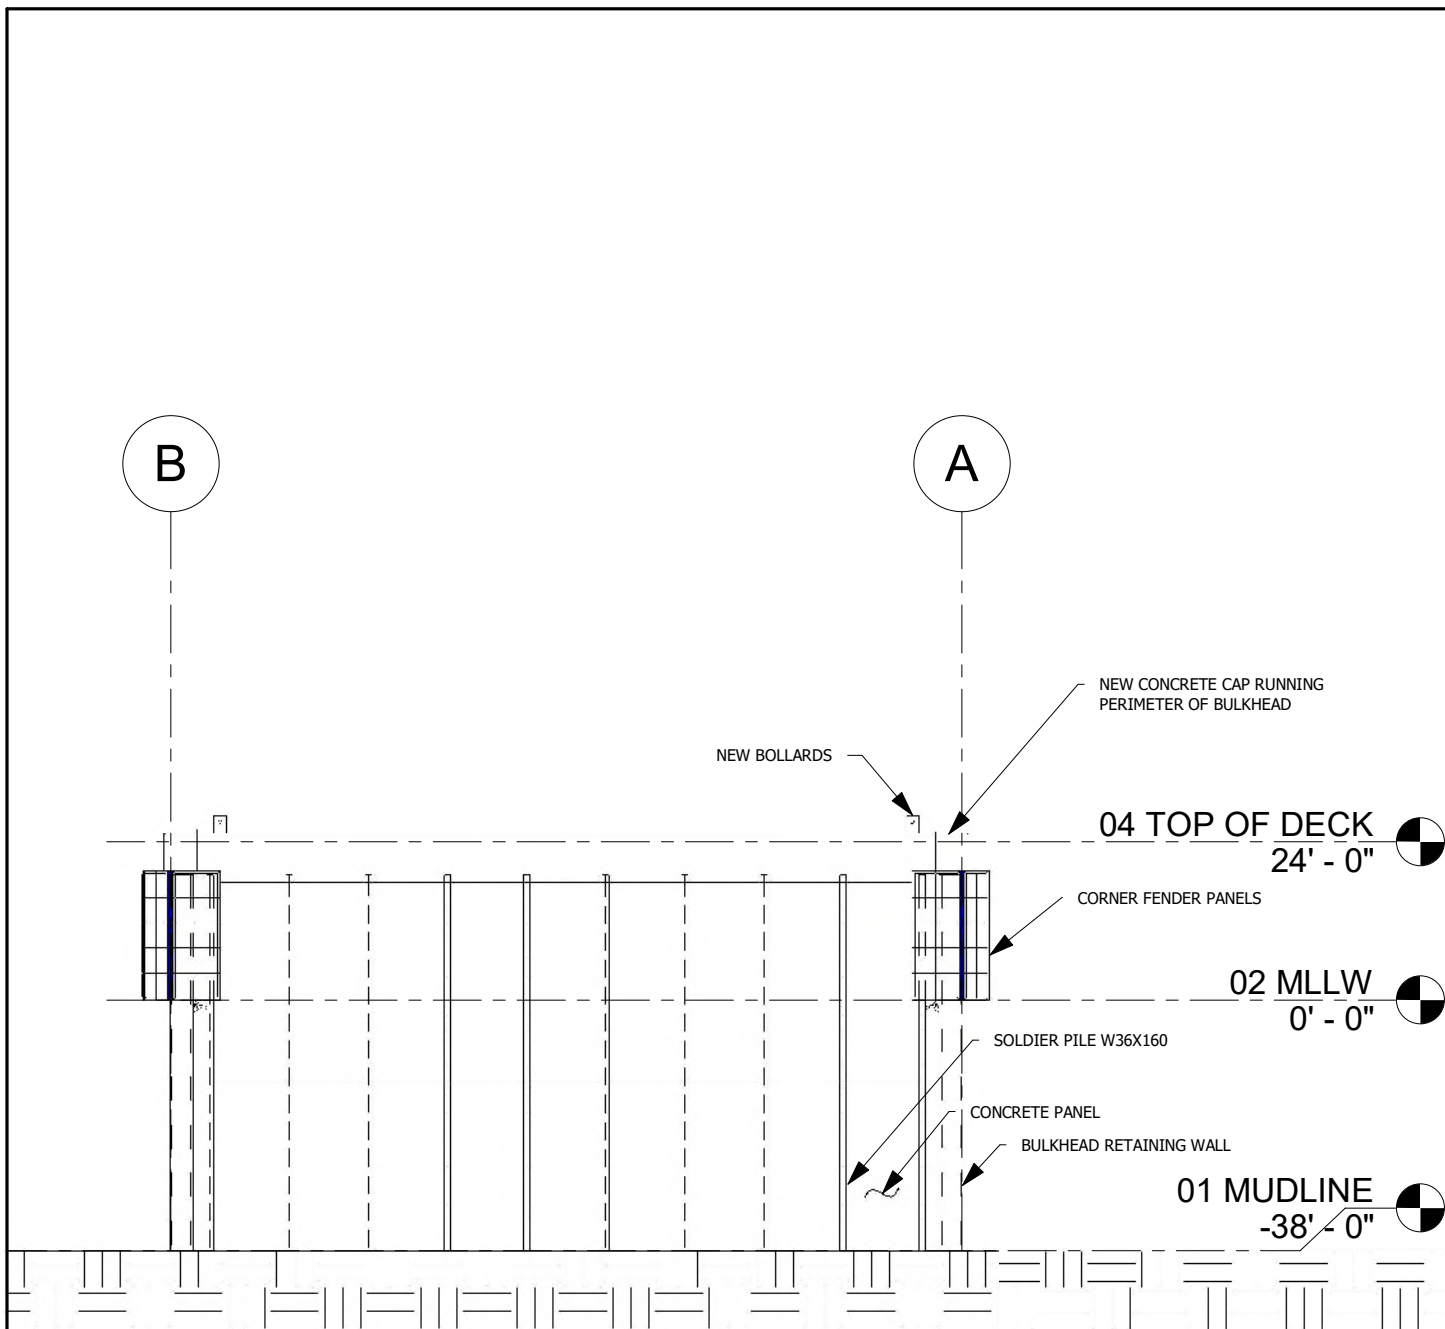 B
A
NEW CONCRETE CAP RUNNING
PERIMETER OF BULKHEAD
NEW BOLLARDS
04 TOP OF DECK
24' - 0"
CORNER FENDER PANELS
02 MLLW
0' - 0"
SOLDIER PILE W36X160
CONCRETE PANEL
BULKHEAD RETAINING WALL
01 MUDLINE
-38' - 0"